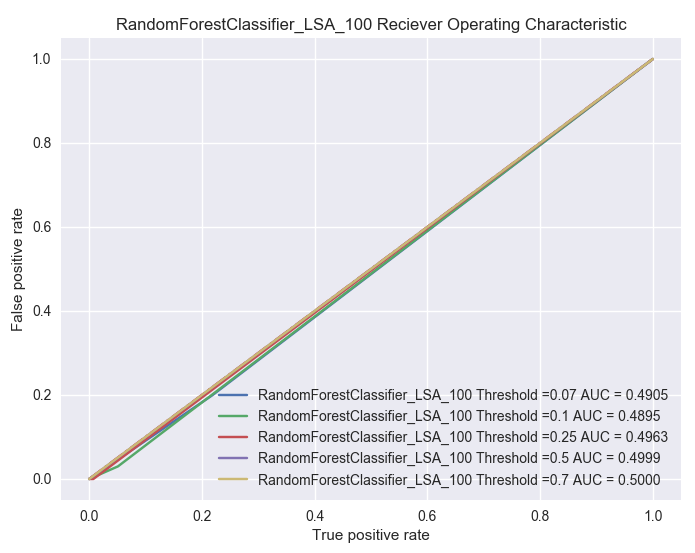 RandomForestClassifier_LSA_100 Reciever Operating Characteristic
1.0
0.8
0.6
0.4
0.2
0.0
False positive rate
RandomForestClassifier_LSA_100 Threshold =0.07 AUC = 0.4905
RandomForestClassifier_LSA_100 Threshold =0.1 AUC = 0.4895
RandomForestClassifier_LSA_100 Threshold =0.25 AUC = 0.4963
RandomForestClassifier_LSA_100 Threshold =0.5 AUC = 0.4999
RandomForestClassifier_LSA_100 Threshold =0.7 AUC = 0.5000
0.0 0.2 0.4 0.6 0.8 1.0
True positive rate